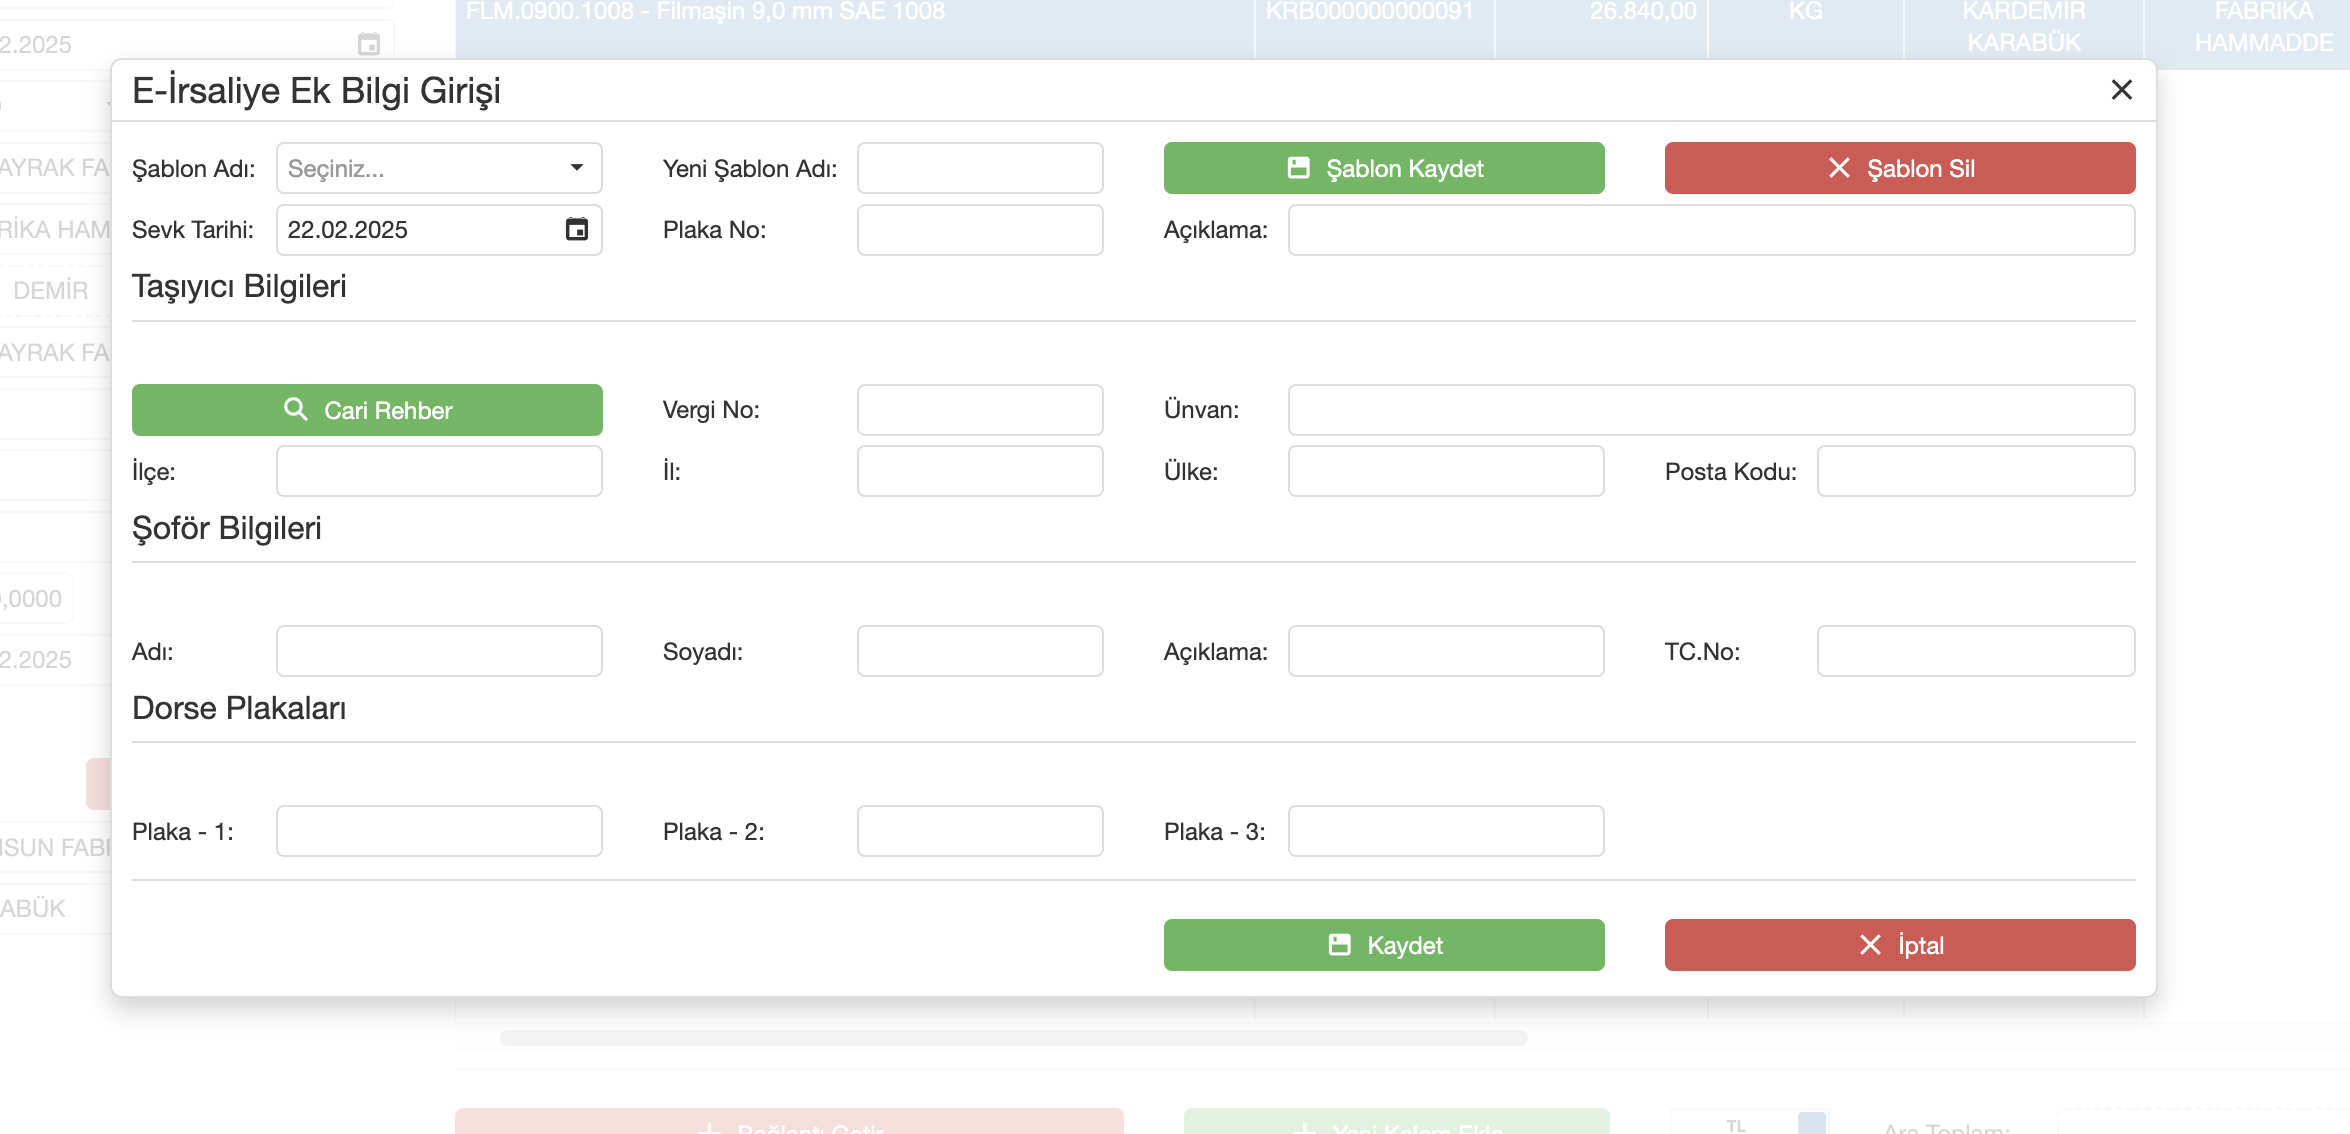 FLM.0900.1008 - Filmaşin 9,0 mm SAE 1008 KRB000000000091 26.840,00 KG KARDEMİR KARABÜK FABRİKA HAMMADDE
2.2025
E-İrsaliye Ek Bilgi Girişi
Şablon Adı: Seçiniz... Yeni Şablon Adı: Şablon Kaydet Şablon Sil
AYRAK FA
Sevk Tarihi: 22.02.2025 Plaka No: Açıklama:
RİKA HAM
Taşıyıcı Bilgileri
DEMİR
AYRAK FA
Cari Rehber Vergi No: Ünvan:
İlçe: İl: Ülke: Posta Kodu:
Şoför Bilgileri
,0000
Adı: Soyadı: Açıklama: TC.No:
2.2025
Dorse Plakaları
Plaka - 1: Plaka - 2: Plaka - 3:
SUN FABI
ABÜK
Kaydet İptal
Bağlantı Getir Yeni Kalem Ekle TL Ara Toplam: